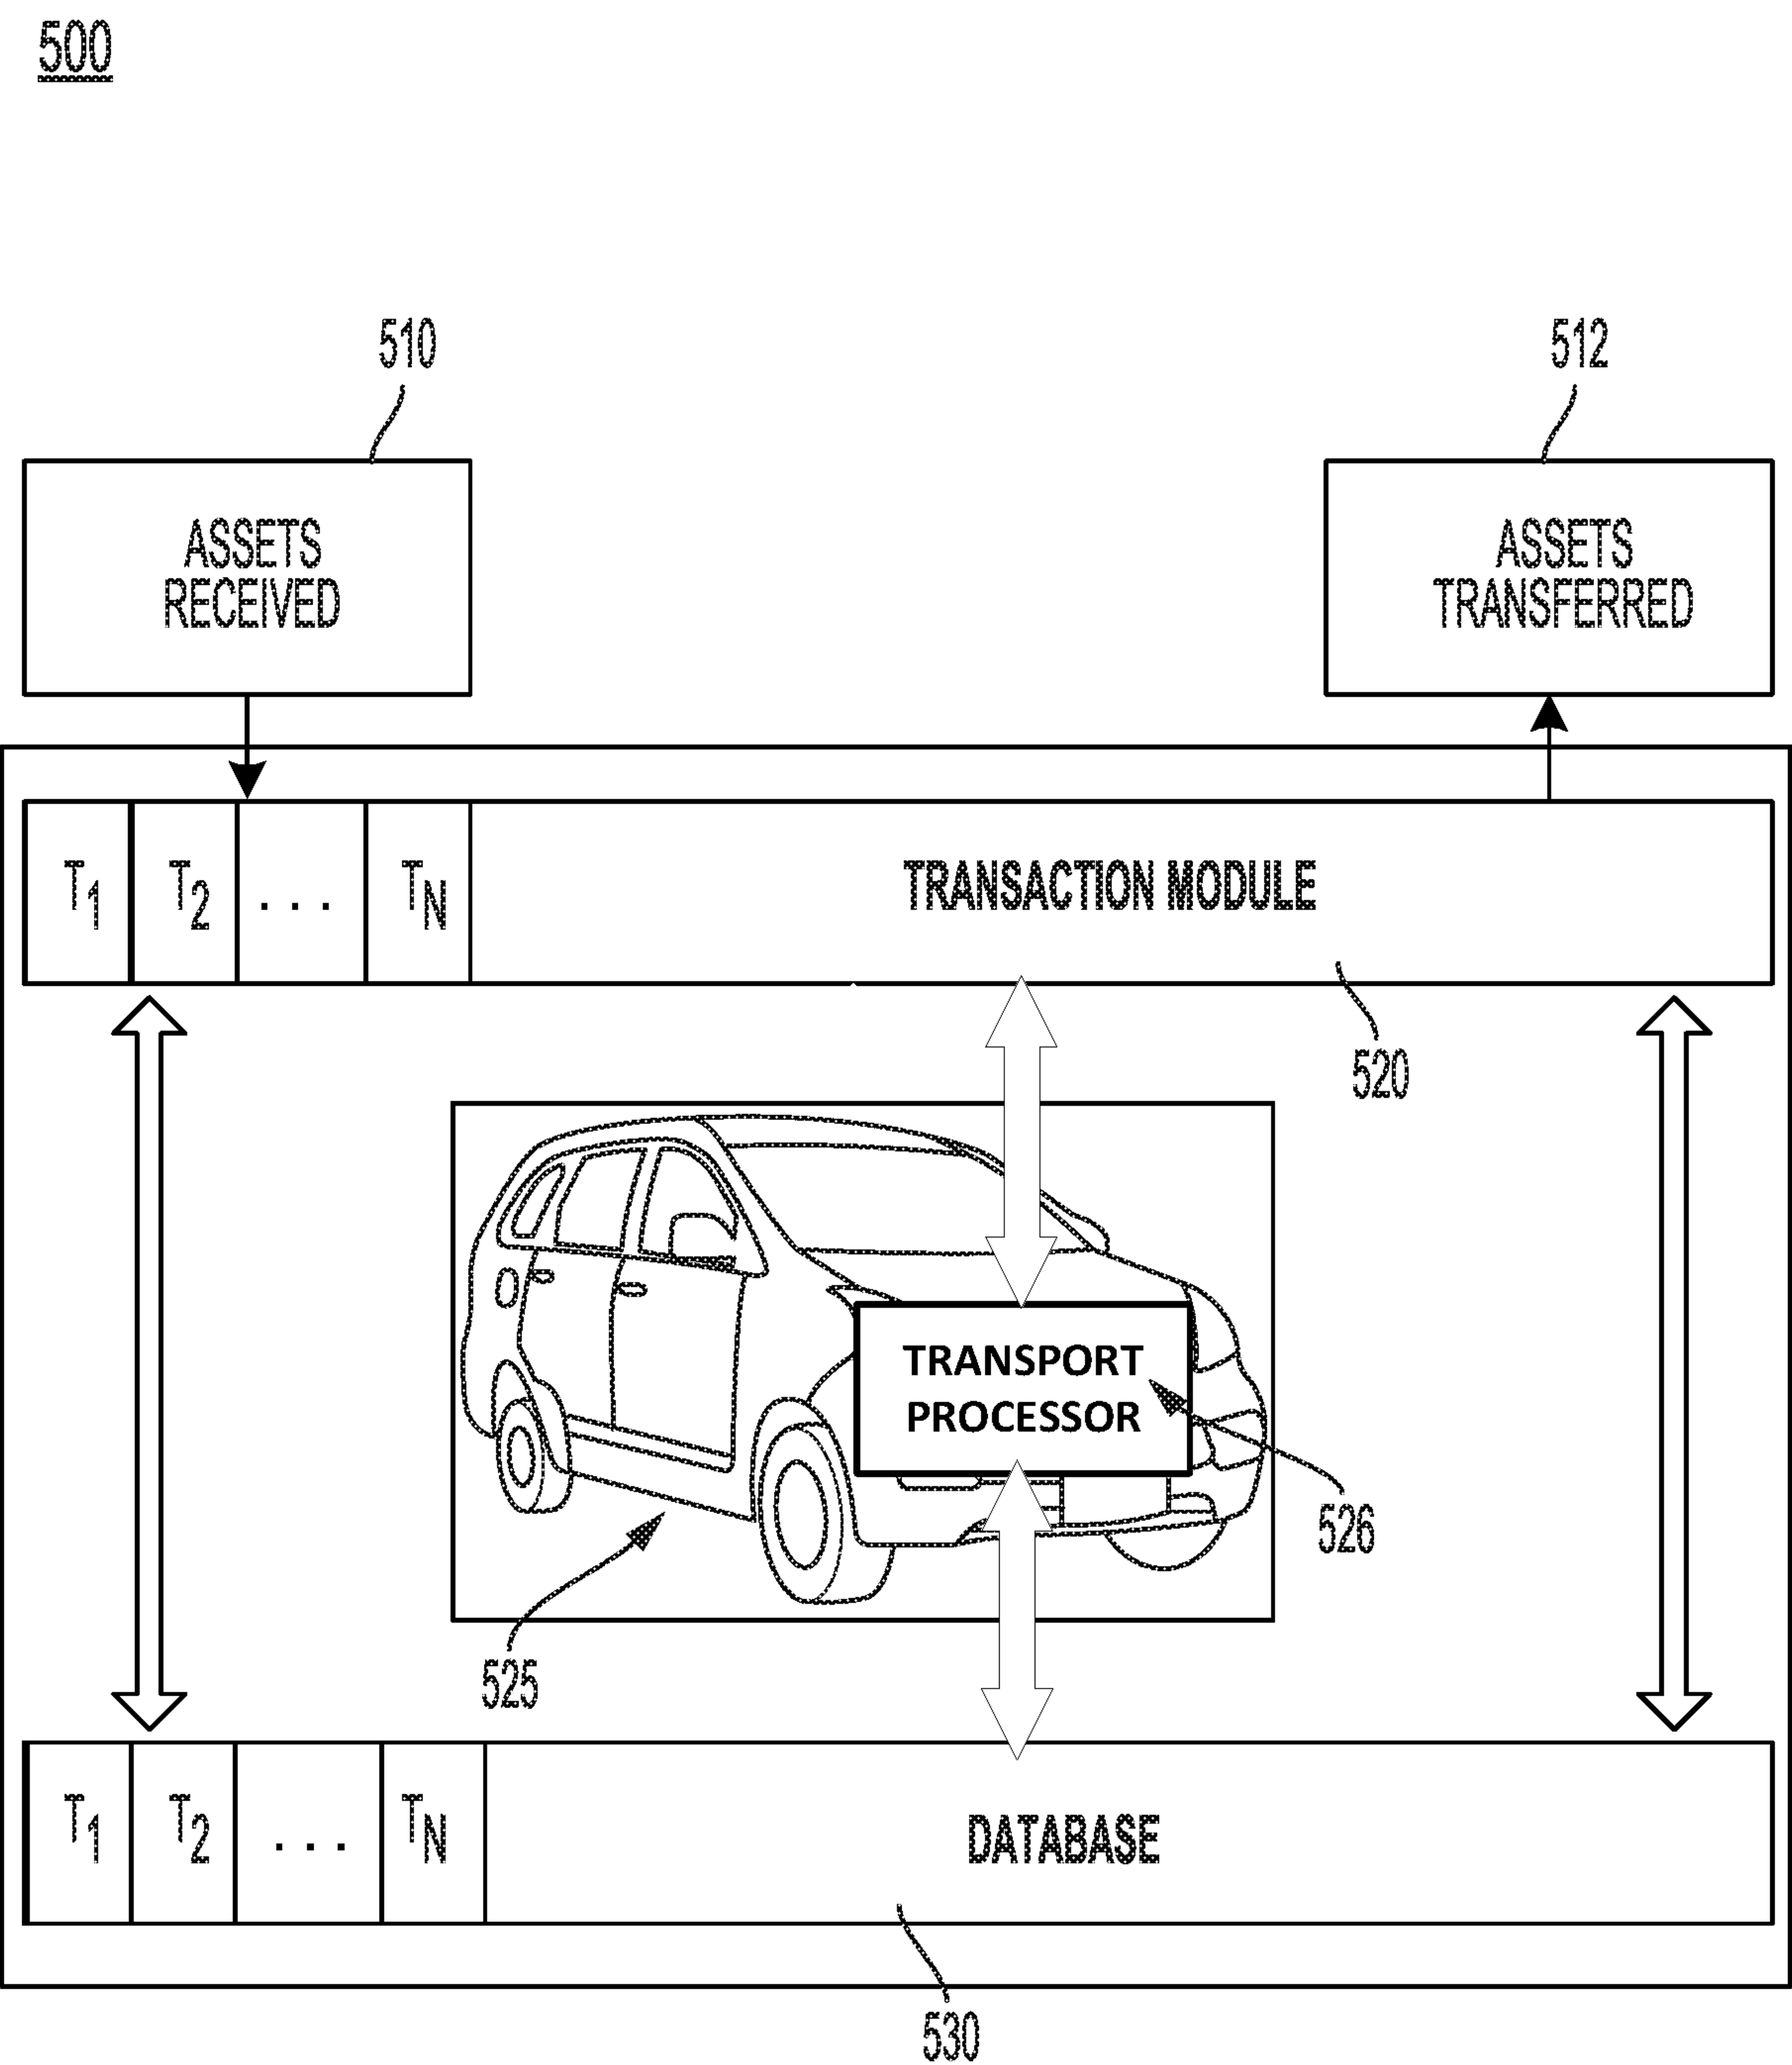 500
510
512
ASSETS
RECEIVED
ASSETS
TRANSFERRED
T1 T2 ... TN TRANSACTION MODULE
520
TRANSPORT
PROCESSOR
526
525
T1 T2 ... TN DATABASE
530